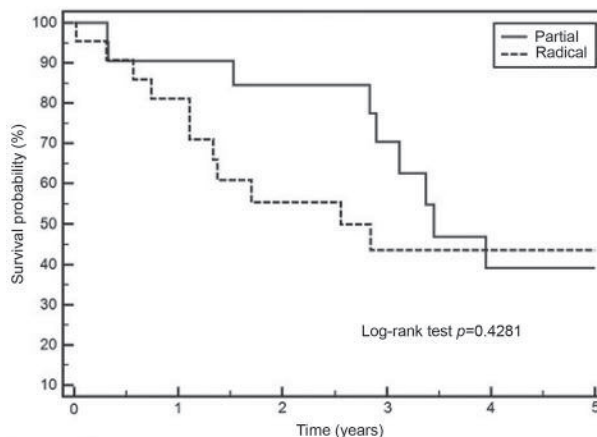 Survival probability (%)
100
90
80
70
60
50
40
30
20
10
Partial
Radical
Log-rank test p=0.4281
0 1 2 3 4 5
Time (years)